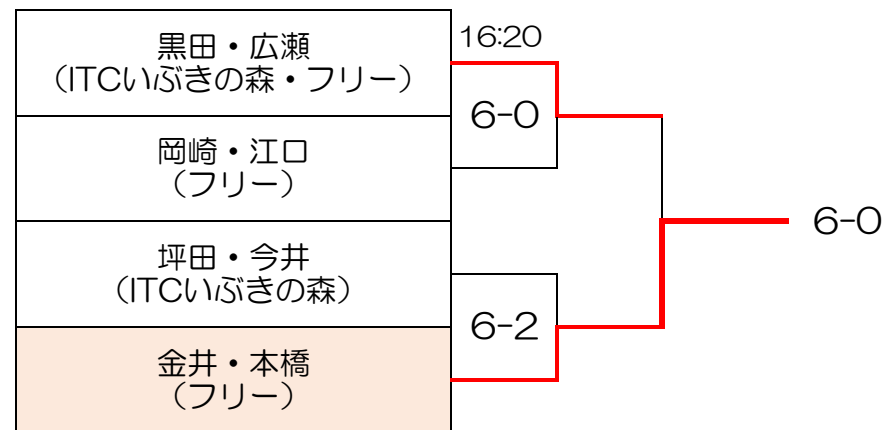 黒田・広瀬
（ITCいぶきの森・フリー）
16:20
6-0
岡崎・江口
（フリー）
6-0
坪田・今井
（ITCいぶきの森）
6-2
金井・本橋
（フリー）